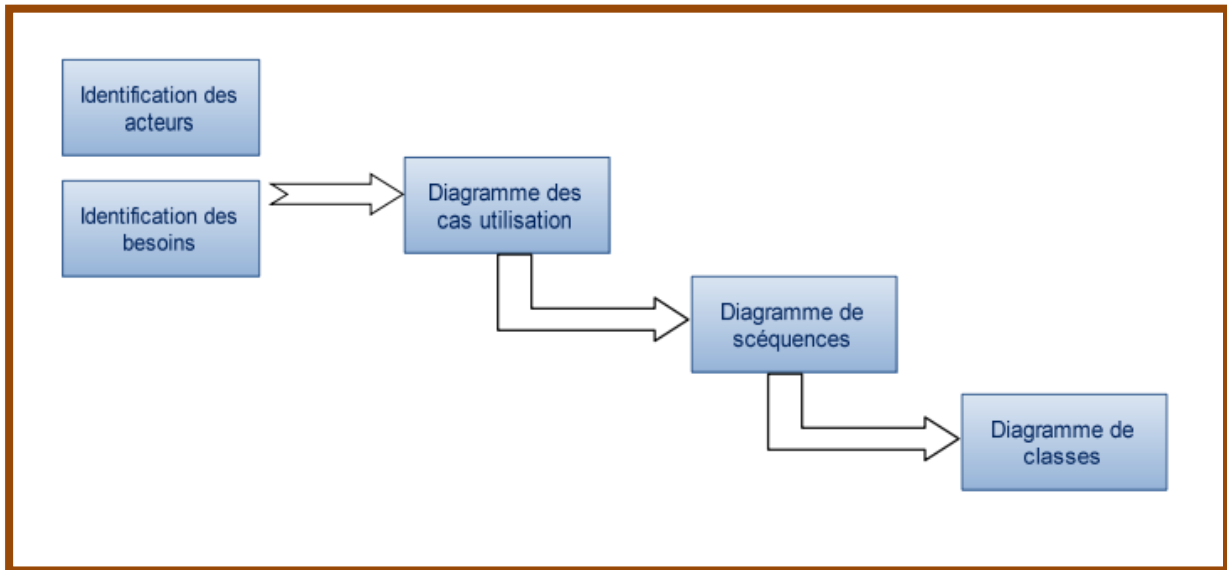 Identification des
acteurs
Identification des
besoins
Diagramme des
cas utilisation
Diagramme de
scéquences
Diagramme de
classes